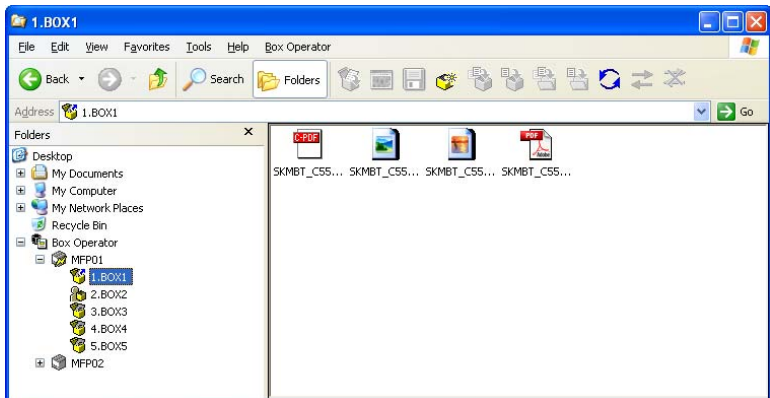 1.BOX1
File Edit View Favorites Tools Help Box Operator
Back Search Folders
Address 1.BOX1 Go
Folders x
Desktop
My Documents
My Computer
My Network Places
Recycle Bin
Box Operator
MFP01
1.BOX1
2.BOX2
3.BOX3
4.BOX4
5.BOX5
MFP02
C-PDF PDF Adobe
SKMBT_C55... SKMBT_C55... SKMBT_C55... SKMBT_C55...